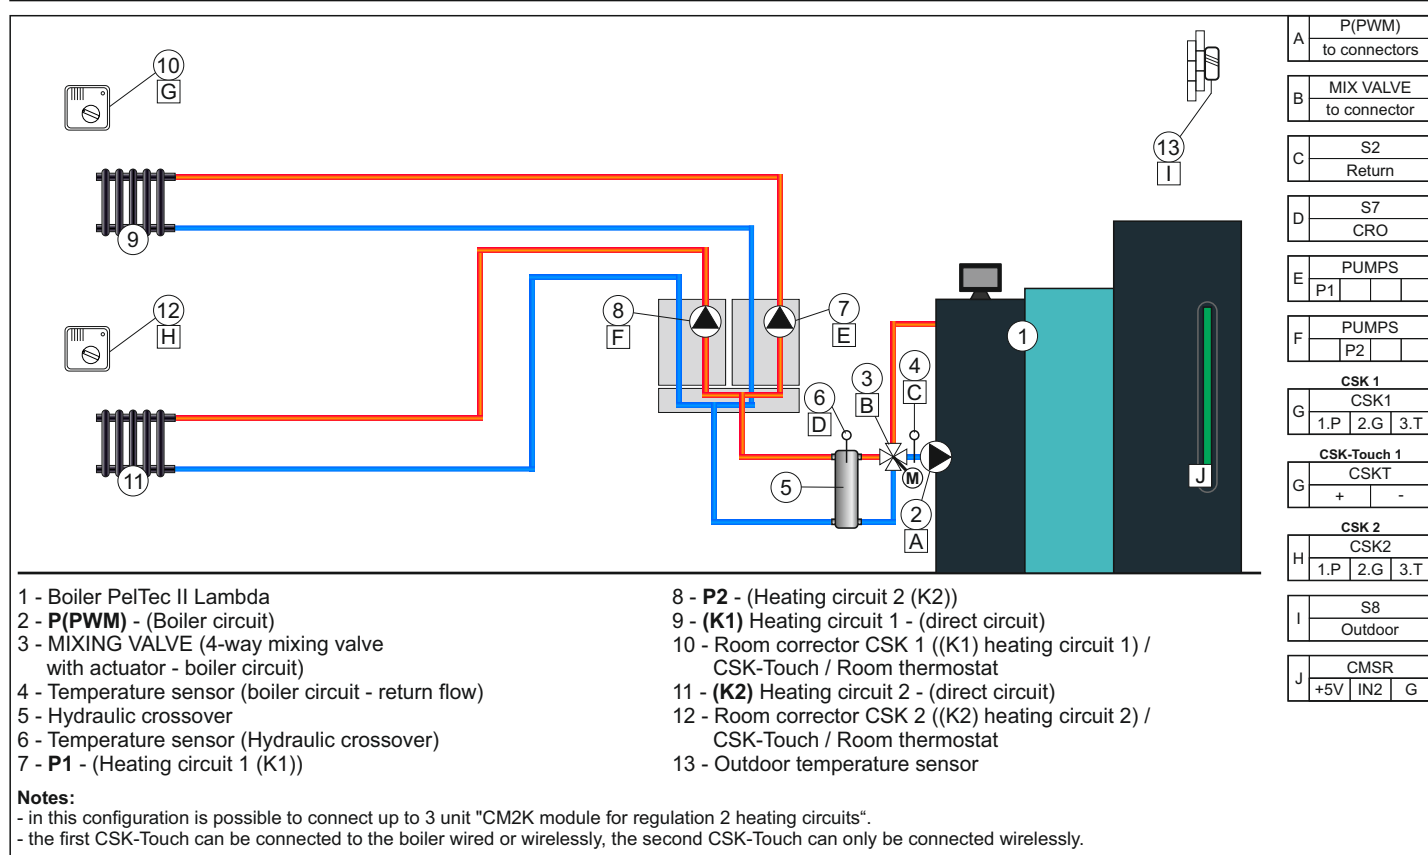 10
G
9
12
H
11
8
F
7
E
6
D
3
B
4
C
5
M
2
A
1
13
I
J
A
P(PWM)
to connectors
B
MIX VALVE
to connector
C
S2
Return
D
S7
CRO
E
PUMPS
P1
F
PUMPS
P2
CSK 1
G
CSK1
1.P 2.G 3.T
CSK-Touch 1
G
CSKT
+ -
CSK 2
H
CSK2
1.P 2.G 3.T
I
S8
Outdoor
J
CMSR
+5V IN2 G
1 - Boiler PelTec II Lambda
2 - P(PWM) - (Boiler circuit)
3 - MIXING VALVE (4-way mixing valve
with actuator - boiler circuit)
4 - Temperature sensor (boiler circuit - return flow)
5 - Hydraulic crossover
6 - Temperature sensor (Hydraulic crossover)
7 - P1 - (Heating circuit 1 (K1))
8 - P2 - (Heating circuit 2 (K2))
9 - (K1) Heating circuit 1 - (direct circuit)
10 - Room corrector CSK 1 ((K1) heating circuit 1) /
CSK-Touch / Room thermostat
11 - (K2) Heating circuit 2 - (direct circuit)
12 - Room corrector CSK 2 ((K2) heating circuit 2) /
CSK-Touch / Room thermostat
13 - Outdoor temperature sensor
Notes:
- in this configuration is possible to connect up to 3 unit "CM2K module for regulation 2 heating circuits“.
- the first CSK-Touch can be connected to the boiler wired or wirelessly, the second CSK-Touch can only be connected wirelessly.